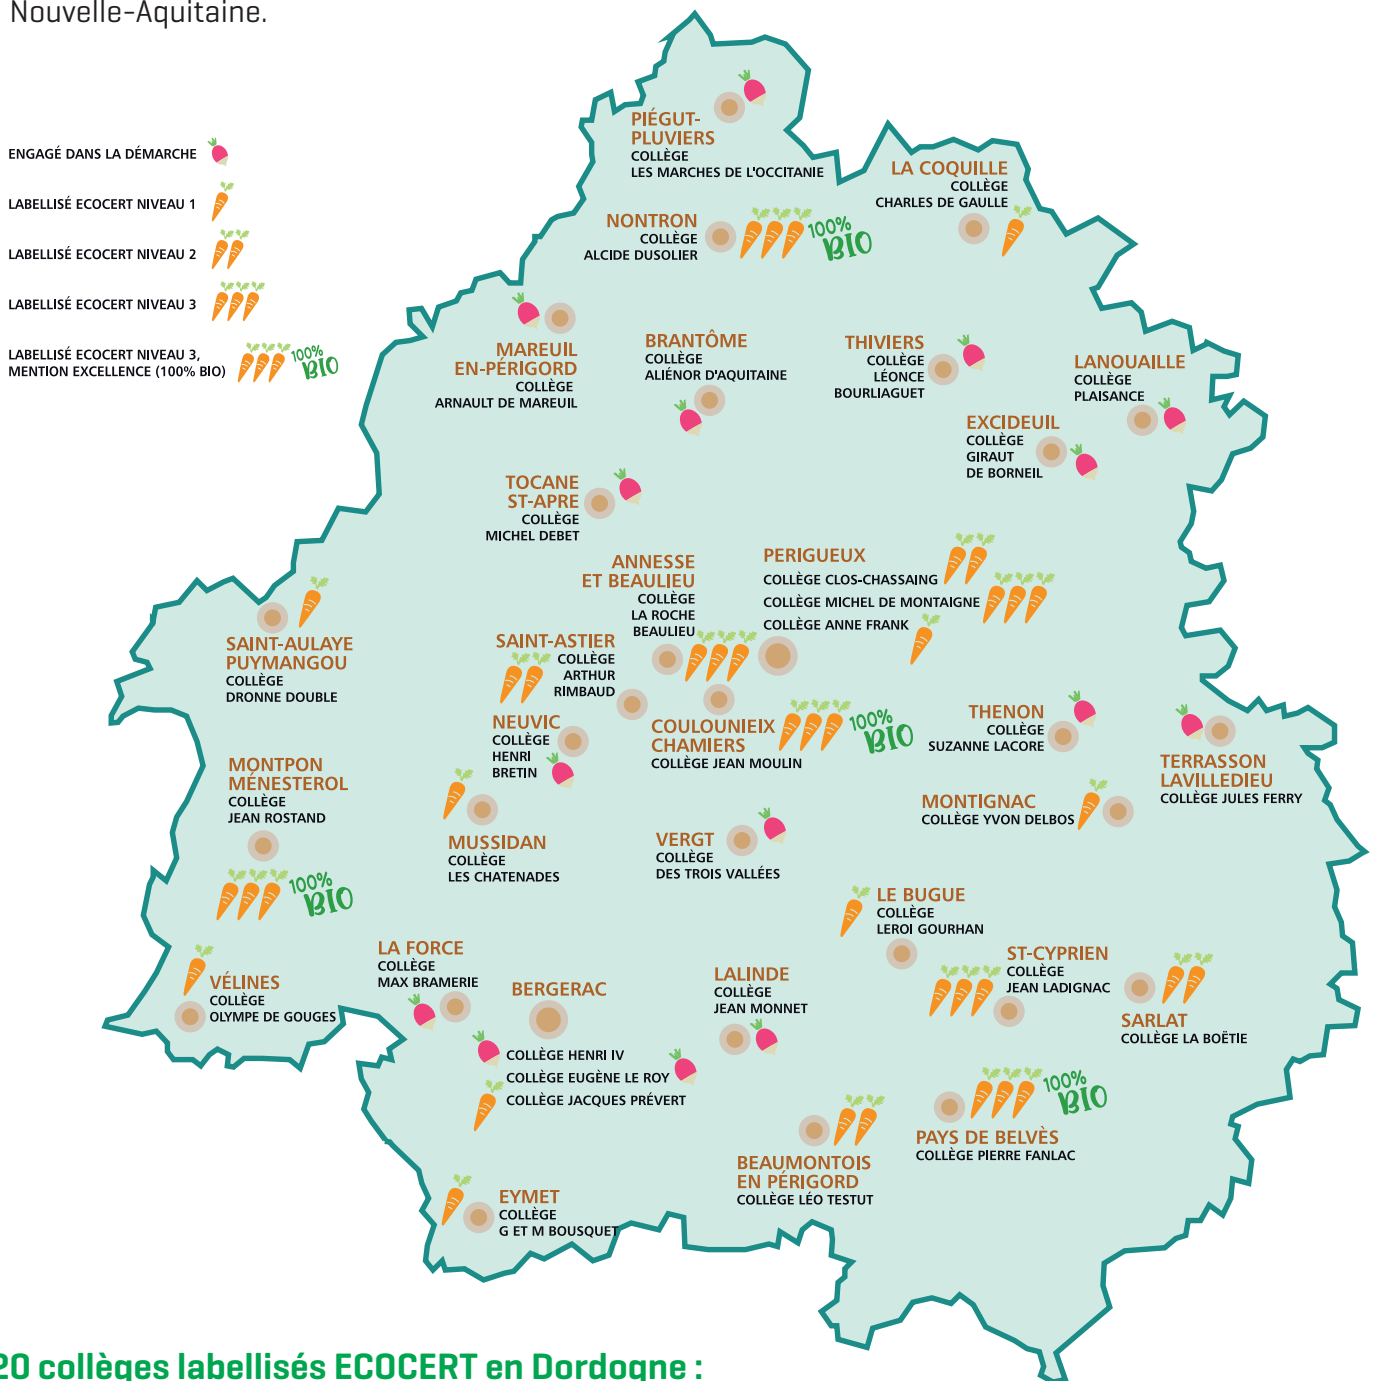 Nouvelle-Aquitaine.
ENGAGÉ DANS LA DÉMARCHE
LABELLISÉ ECOCERT NIVEAU 1
LABELLISÉ ECOCERT NIVEAU 2
LABELLISÉ ECOCERT NIVEAU 3
LABELLISÉ ECOCERT NIVEAU 3,
MENTION EXCELLENCE (100% BIO)
100%
BIO
PIÉGUT-
PLUVIERS
COLLÈGE
LES MARCHES DE L'OCCITANIE
LA COQUILLE
COLLÈGE
CHARLES DE GAULLE
NONTRON
COLLÈGE
ALCIDE DUSOLIER
100%
BIO
MAREUIL
EN-PÉRIGORD
COLLÈGE
ARNAULT DE MAREUIL
BRANTÔME
COLLÈGE
ALIÉNOR D'AQUITAINE
THIVIERS
COLLÈGE
LÉONCE
BOURLIAGUET
LANOUAILLE
COLLÈGE
PLAISANCE
EXCIDEUIL
COLLÈGE
GIRAUT
DE BORNEIL
TOCANE
ST-APRE
COLLÈGE
MICHEL DEBET
ANNESSE
ET BEAULIEU
COLLÈGE
LA ROCHE
BEAULIEU
PERIGUEUX
COLLÈGE CLOS-CHASSAING
COLLÈGE MICHEL DE MONTAIGNE
COLLÈGE ANNE FRANK
SAINT-AULAYE
PUYMANGOU
COLLÈGE
DRONNE DOUBLE
SAINT-ASTIER
COLLÈGE
ARTHUR
RIMBAUD
NEUVIC
COLLÈGE
HENRI
BRETIN
COULOUNIEIX
CHAMIERS
COLLÈGE JEAN MOULIN
100%
BIO
THENON
COLLÈGE
SUZANNE LACORE
TERRASSON
LAVILLEDIEU
COLLÈGE JULES FERRY
MONTPON
MÉNESTEROL
COLLÈGE
JEAN ROSTAND
100%
BIO
MUSSIDAN
COLLÈGE
LES CHATENADES
VERGT
COLLÈGE
DES TROIS VALLÉES
MONTIGNAC
COLLÈGE YVON DELBOS
LE BUGUE
COLLÈGE
LEROI GOURHAN
VÉLINES
COLLÈGE
OLYMPE DE GOUGES
LA FORCE
COLLÈGE
MAX BRAMERIE
BERGERAC
COLLÈGE HENRI IV
COLLÈGE EUGÈNE LE ROY
COLLÈGE JACQUES PRÉVERT
LALINDE
COLLÈGE
JEAN MONNET
ST-CYPRIEN
COLLÈGE
JEAN LADIGNAC
SARLAT
COLLÈGE LA BOËTIE
PAYS DE BELVÈS
COLLÈGE PIERRE FANLAC
100%
BIO
BEAUMONTOIS
EN PÉRIGORD
COLLÈGE LÉO TESTUT
EYMET
COLLÈGE
G ET M BOUSQUET
20 collèges labellisés ECOCERT en Dordogne :